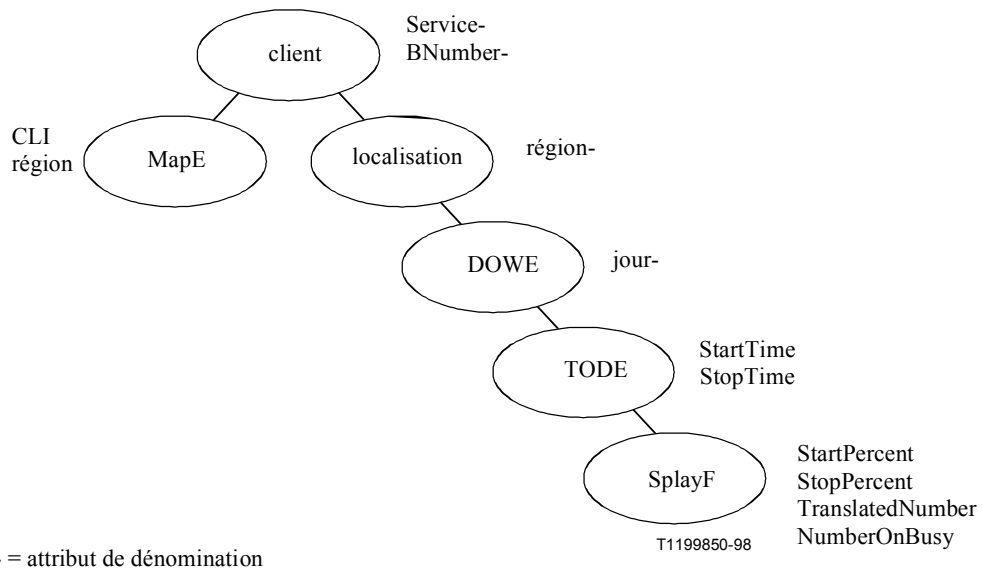 client
Service-
BNumber-
CLI
région
MapE
localisation
région-
DOWE
jour-
TODE
StartTime
StopTime
SplayF
StartPercent
StopPercent
TranslatedNumber
NumberOnBusy
T1199850-98
- = attribut de dénomination